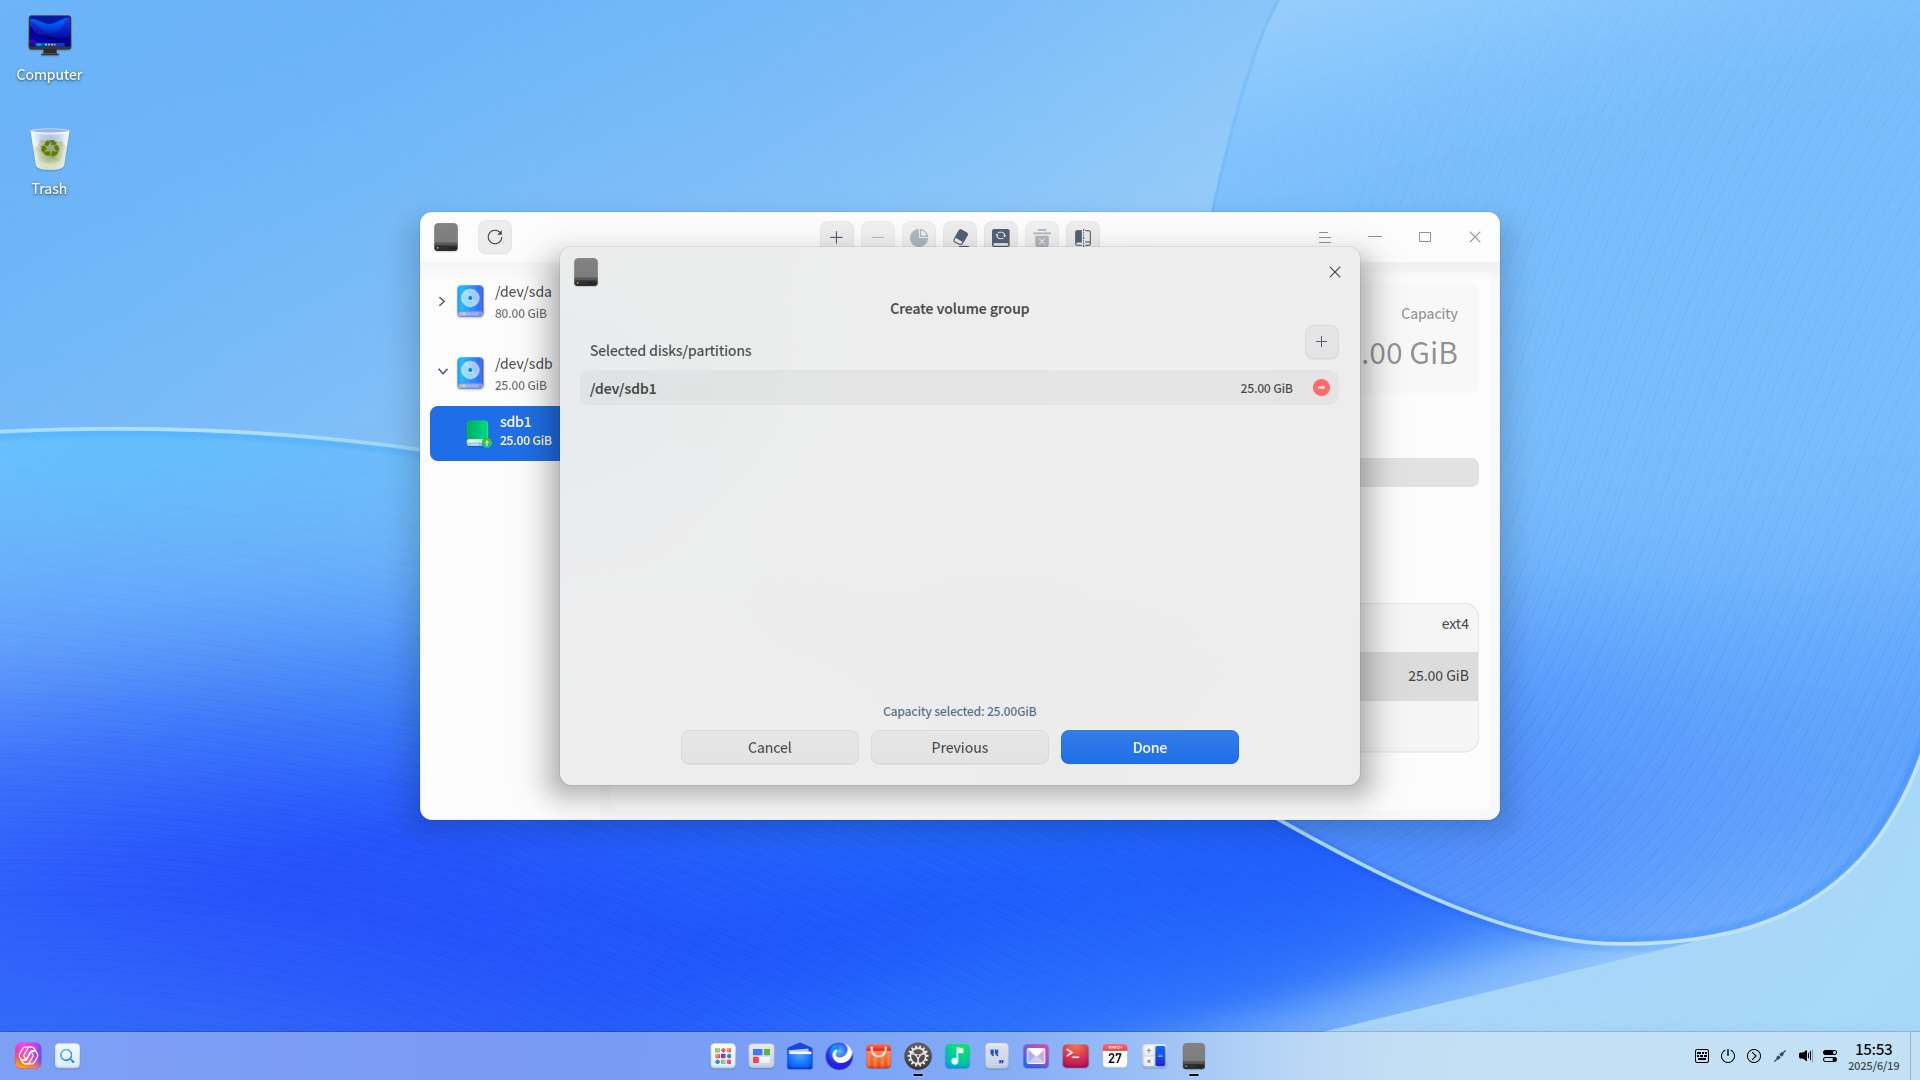 Computer
Trash
/dev/sda
80.00 GiB
/dev/sdb
25.00 GiB
sdb1
25.00 GiB
Capacity
.00 GiB
ext4
25.00 GiB
Create volume group
Selected disks/partitions
/dev/sdb1
25.00 GiB
Capacity selected: 25.00GiB
Cancel
Previous
Done
MARCH
27
15:53
2025/6/19